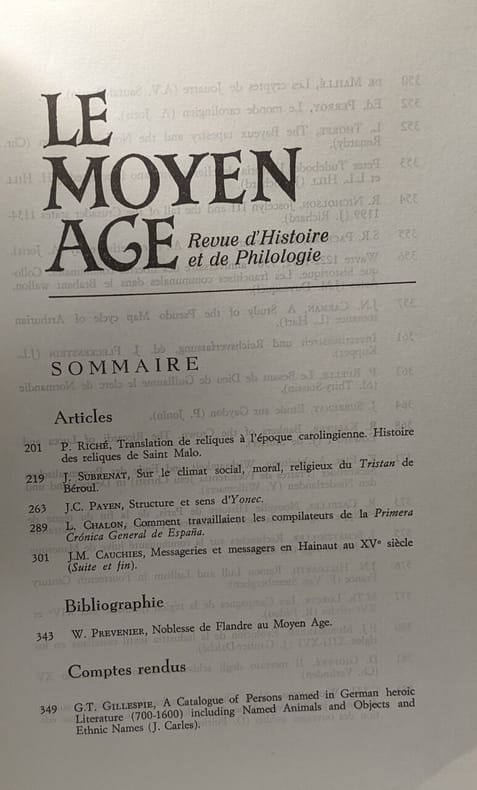 LE
MOYEN
AGE Revue d'Histoire
et de Philologie
SOMMAIRE
Articles
201 P. RICHÉ, Translation de reliques à l'époque carolingienne. Histoire
des reliques de Saint Malo.
219 J. SUBRENAT, Sur le climat social, moral, religieux du Tristan de
Béroul.
263 J.C. PAYEN, Structure et sens d'Yonec.
289 L. CHALON, Comment travaillaient les compilateurs de la Primera
Crónica General de España.
301 J.M. CAUCHIES, Messageries et messagers en Hainaut au XVe siècle
(Suite et fin).
Bibliographie
343 W. PREVENIER, Noblesse de Flandre au Moyen Age.
Comptes rendus
349 G.T. GILLESPIE, A Catalogue of Persons named in German heroic
Literature (700-1600) including Named Animals and Objects and
Ethnic Names (J. Carles).